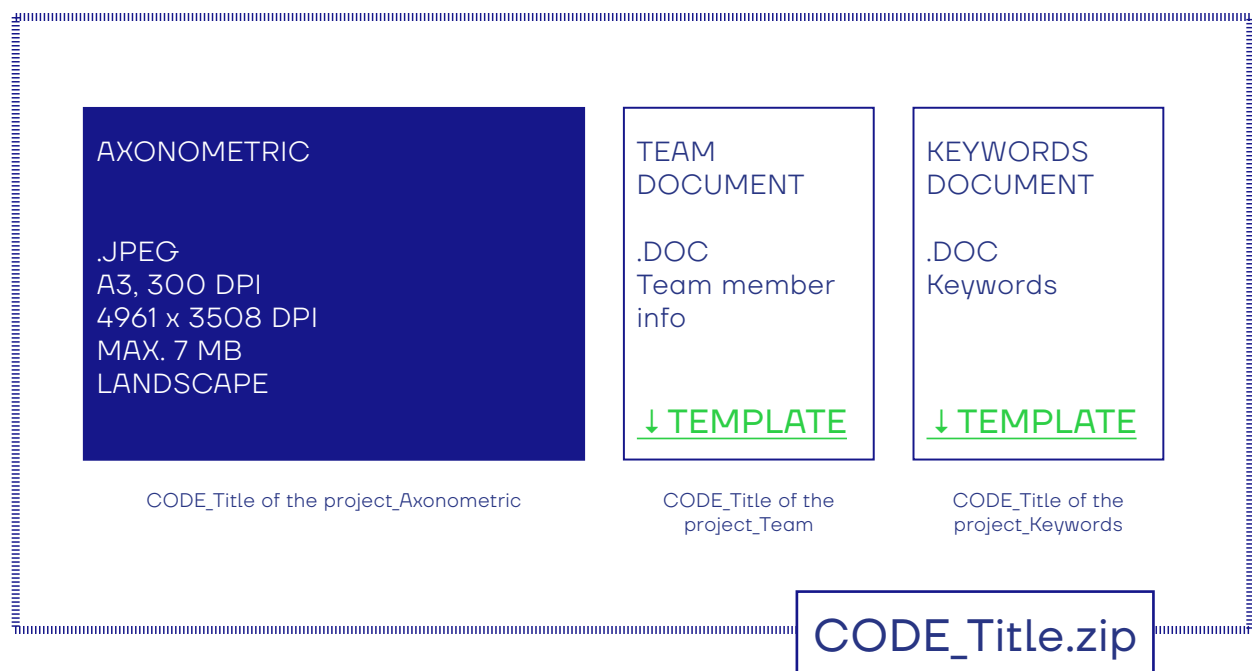 AXONOMETRIC
.JPEG
A3, 300 DPI
4961 x 3508 DPI
MAX. 7 MB
LANDSCAPE
CODE_Title of the project_Axonometric
TEAM
DOCUMENT
.DOC
Team member
info
↓ TEMPLATE
CODE_Title of the
project_Team
KEYWORDS
DOCUMENT
.DOC
Keywords
↓ TEMPLATE
CODE_Title of the
project_Keywords
CODE_Title.zip